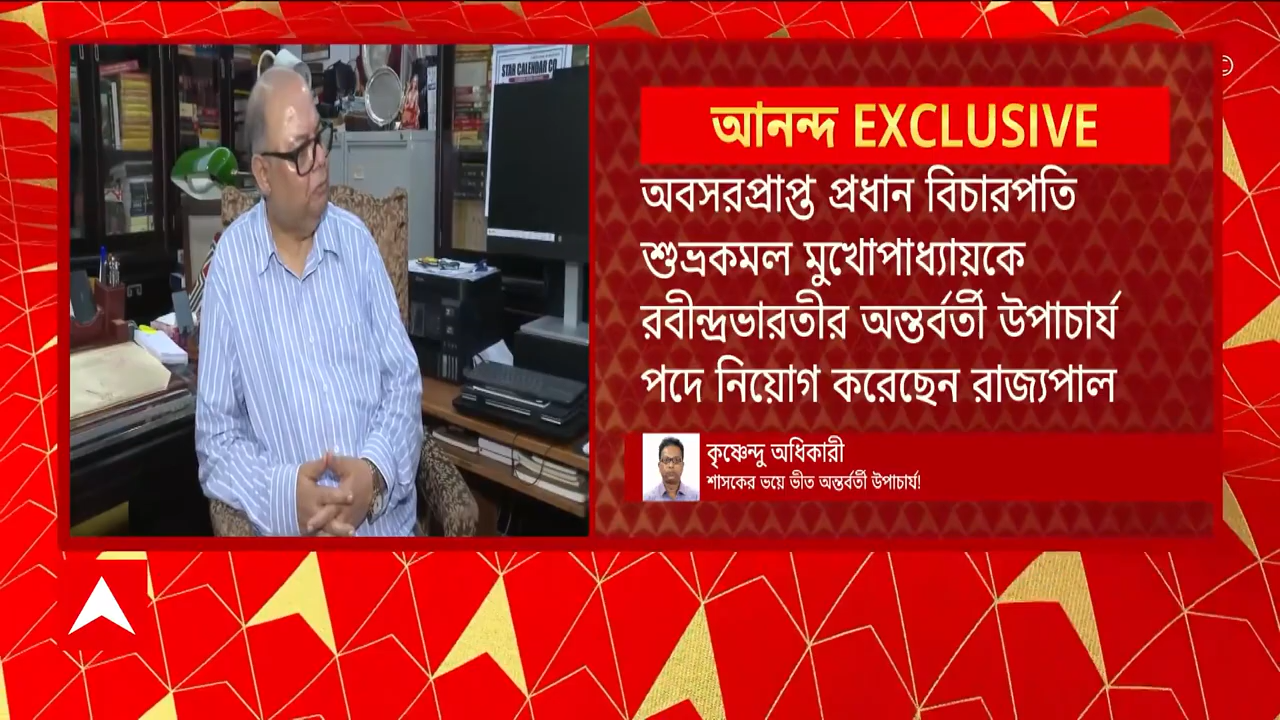 STAR CALENDAR CO.
আনন্দ EXCLUSIVE
অবসরপ্রাপ্ত প্রধান বিচারপতি
শুভ্রকমল মুখোপাধ্যায়কে
রবীন্দ্রভারতীর অন্তর্বর্তী উপাচার্য
পদে নিয়োগ করেছেন রাজ্যপাল
কৃষ্ণেন্দু অধিকারী
শাসকের ভয়ে ভীত অন্তর্বর্তী উপাচার্য!
©